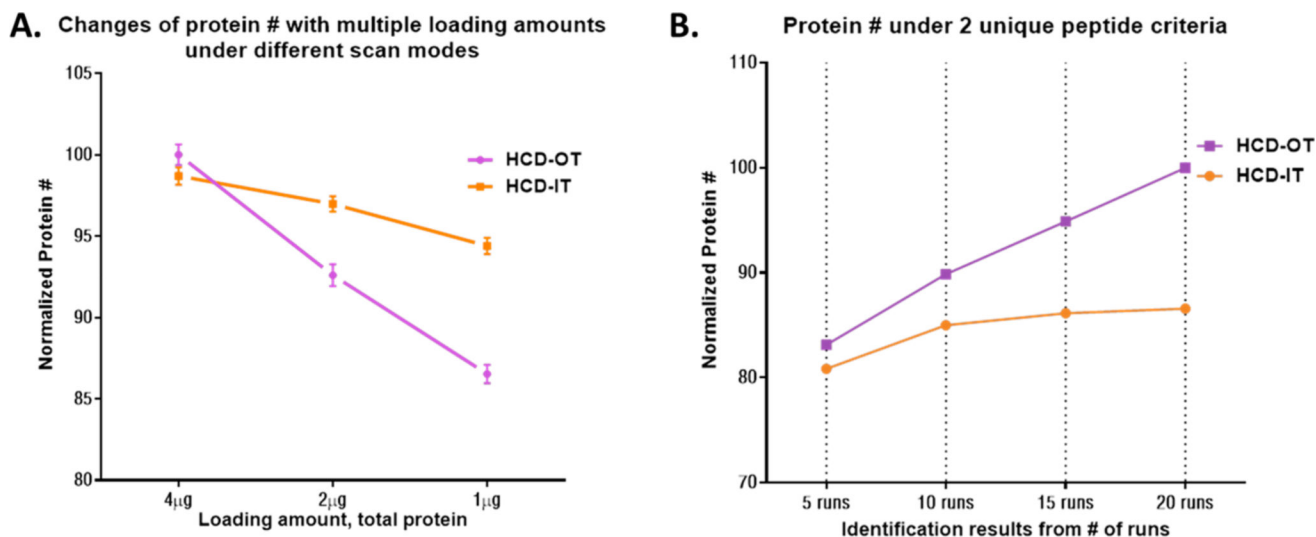 A. Changes of protein # with multiple loading amounts
under different scan modes
105
100
95
90
85
80
Normalized Protein #
HCD-OT
HCD-IT
4μg 2μg 1μg
Loading amount, total protein
B. Protein # under 2 unique peptide criteria
110
100
90
80
70
Normalized Protein #
HCD-OT
HCD-IT
5 runs 10 runs 15 runs 20 runs
Identification results from # of runs